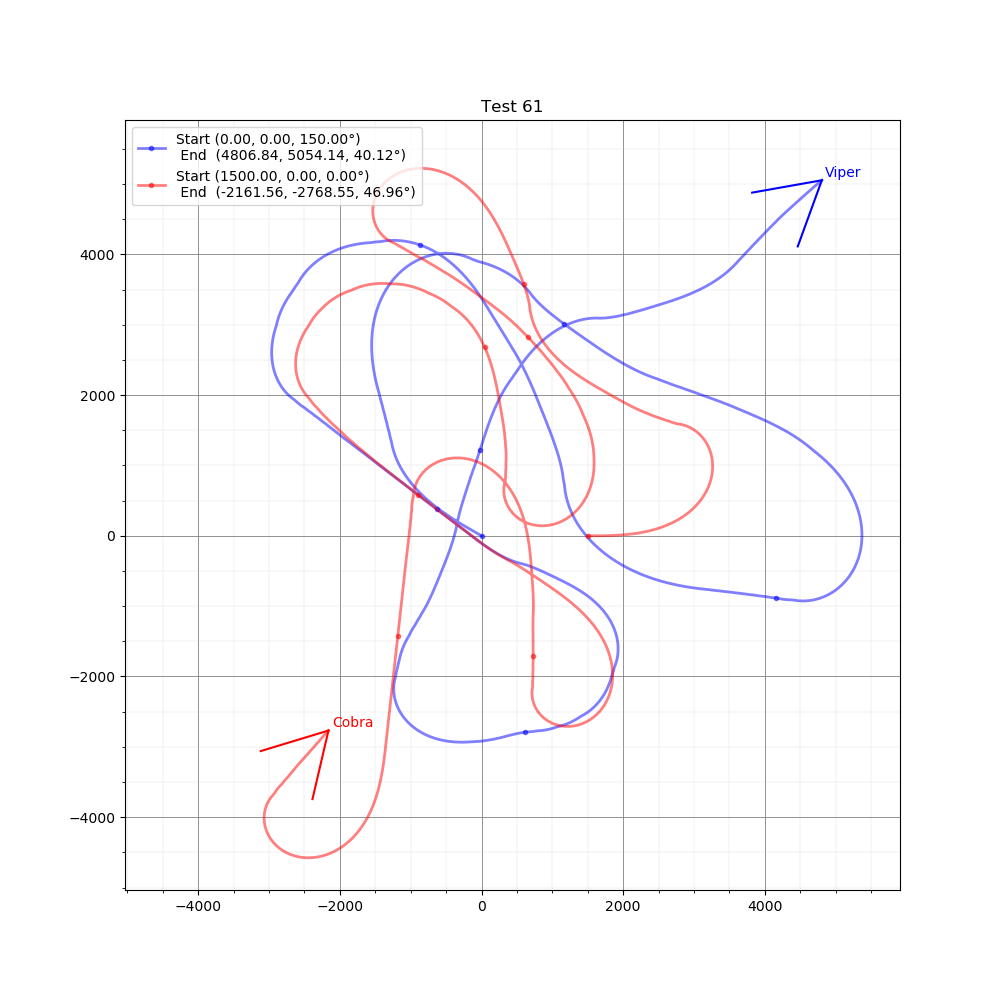 Test 61
Start (0.00, 0.00, 150.00°)
End  (4806.84, 5054.14, 40.12°)
Start (1500.00, 0.00, 0.00°)
End  (-2161.56, -2768.55, 46.96°)
Viper
Cobra
4000
2000
0
−2000
−4000
−4000
−2000
0
2000
4000